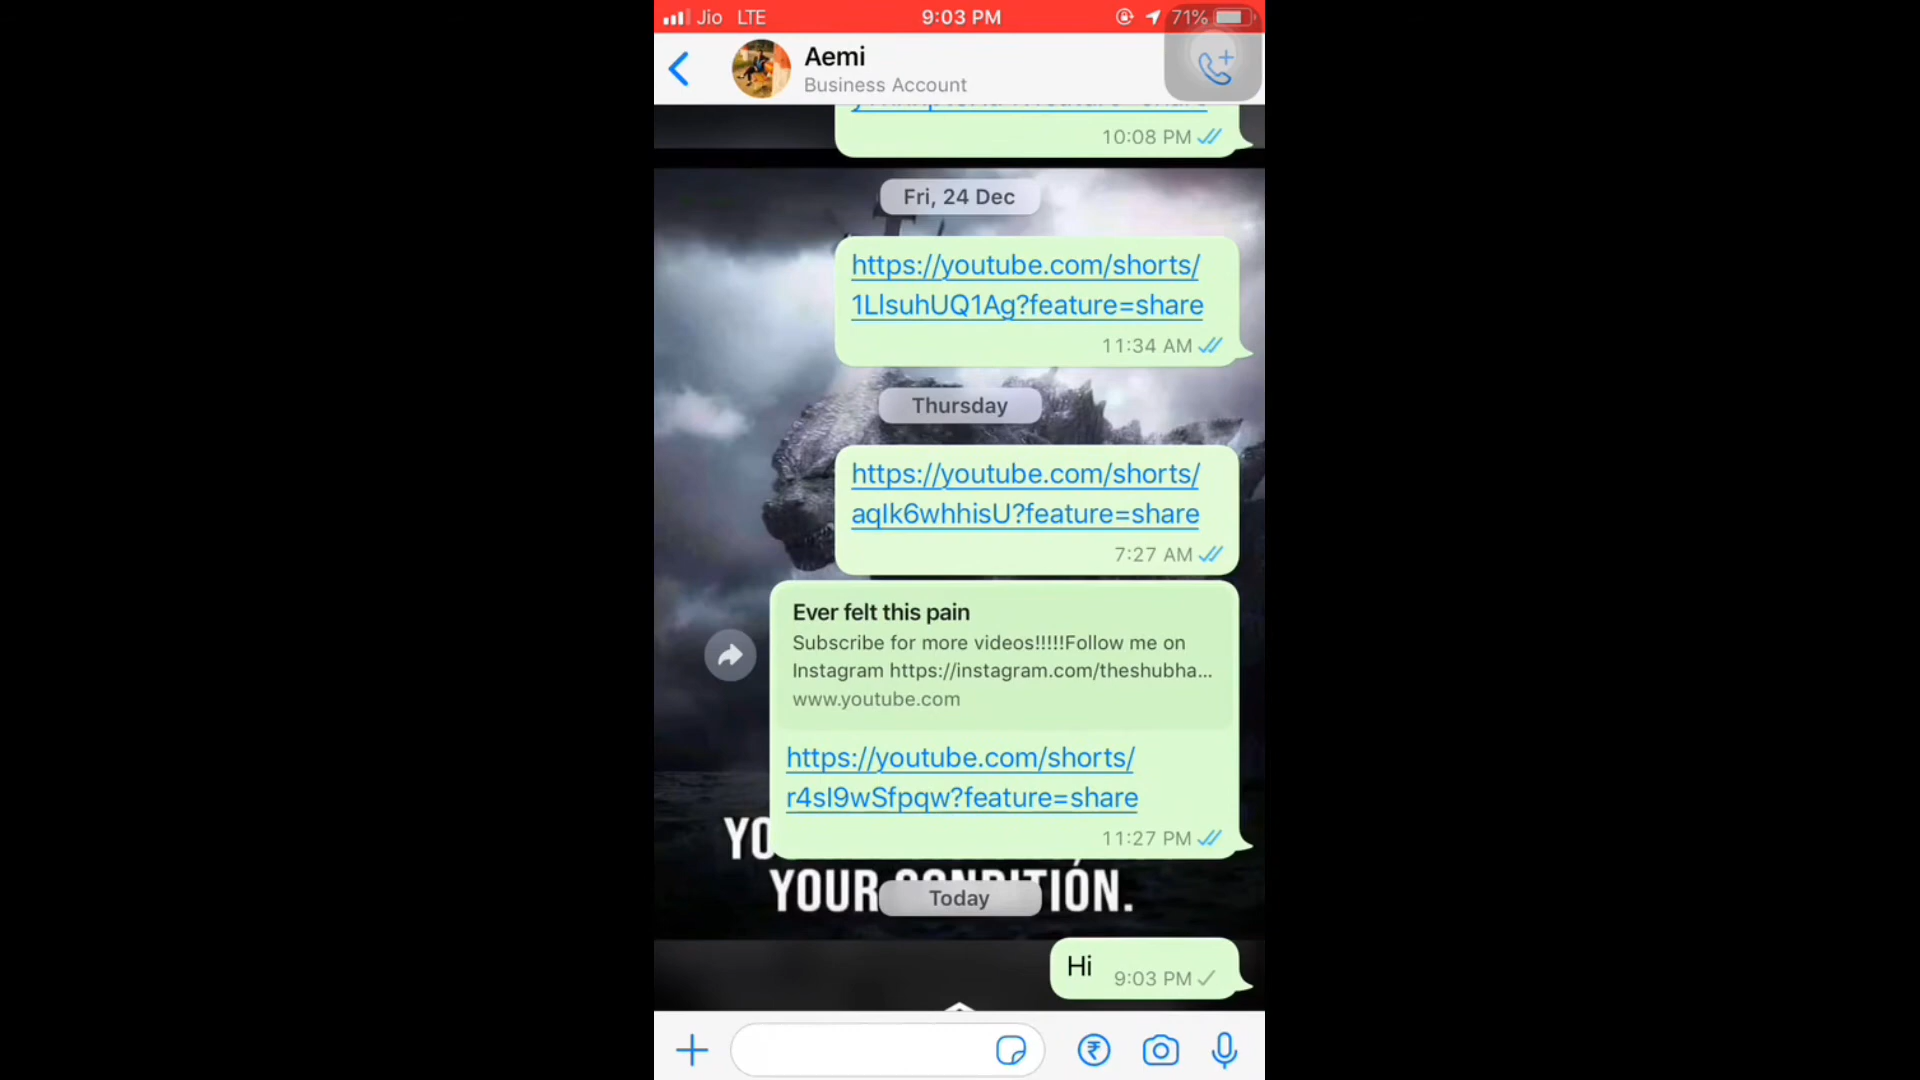 Jio LTE 9:03 PM 71%
Aemi
Business Account
10:08 PM
Fri, 24 Dec
https://youtube.com/shorts/
1LlsuhUQ1Ag?feature=share
11:34 AM
Thursday
https://youtube.com/shorts/
aqIk6whhisU?feature=share
7:27 AM
Ever felt this pain
Subscribe for more videos!!!!!Follow me on
Instagram https://instagram.com/theshubha...
www.youtube.com
https://youtube.com/shorts/
r4sI9wSfpqw?feature=share
11:27 PM
YOUR
Today
Hi
9:03 PM